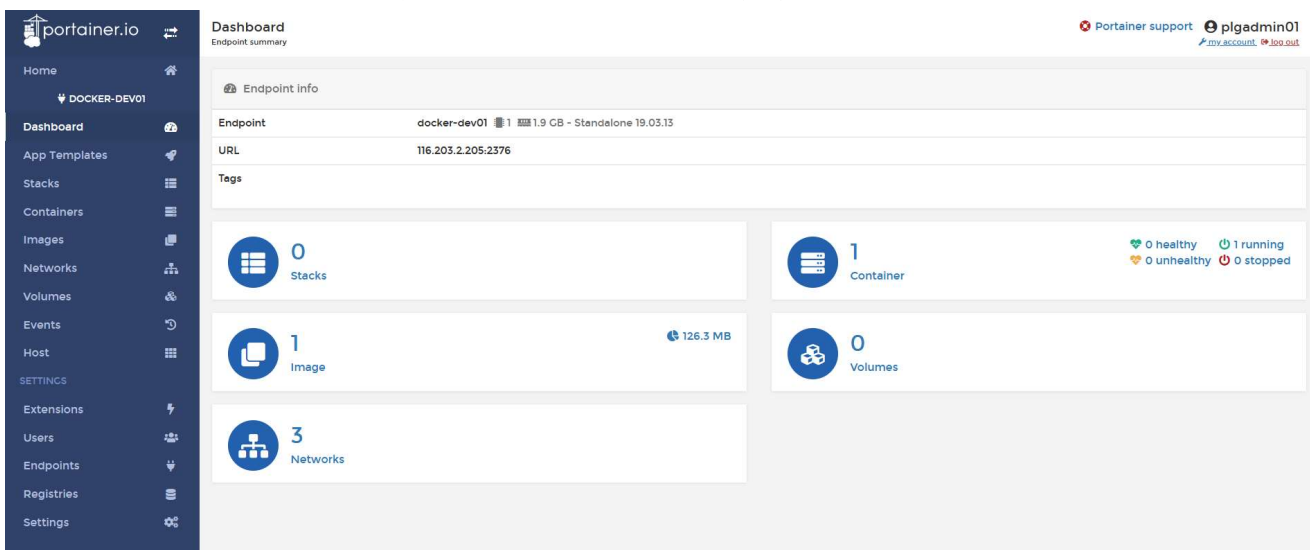 portainer.io
Home
DOCKER-DEV01
Dashboard
App Templates
Stacks
Containers
Images
Networks
Volumes
Events
Host
SETTINGS
Extensions
Users
Endpoints
Registries
Settings
Dashboard
Endpoint summary
Portainer support plgadmin01
my account log out
Endpoint info
Endpoint docker-dev01 1 1.9 GB - Standalone 19.03.13
URL 116.203.2.205:2376
Tags
0
Stacks
1
Container
0 healthy 1 running
0 unhealthy 0 stopped
1
Image
126.3 MB
0
Volumes
3
Networks